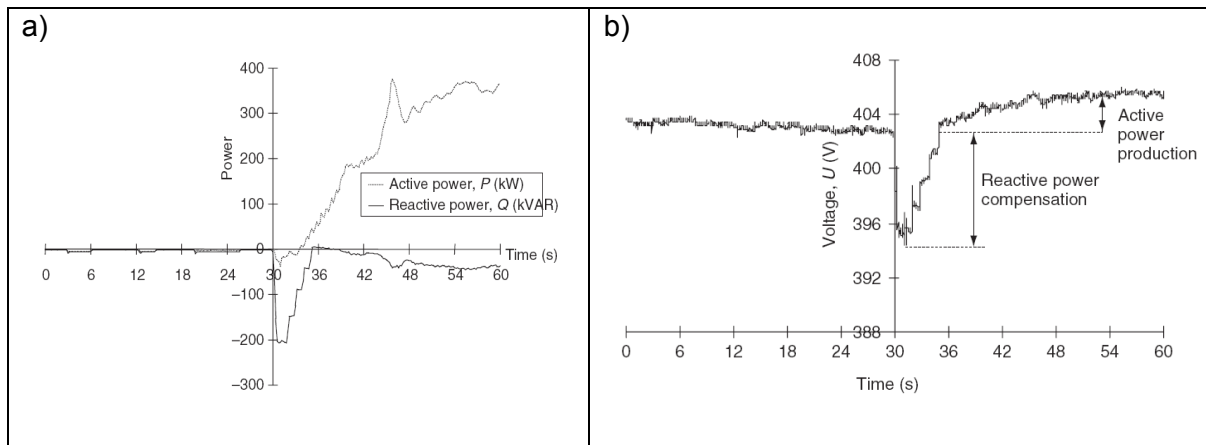 a)
400
300
200
100
0
−100
−200
−300
Power
Active power, P (kW)
Reactive power, Q (kVAR)
Time (s)
0 6 12 18 24 30 36 42 48 54 60
b)
408
404
400
396
392
388
Voltage, U (V)
Active
power
production
Reactive power
compensation
0 6 12 18 24 30 36 42 48 54 60
Time (s)